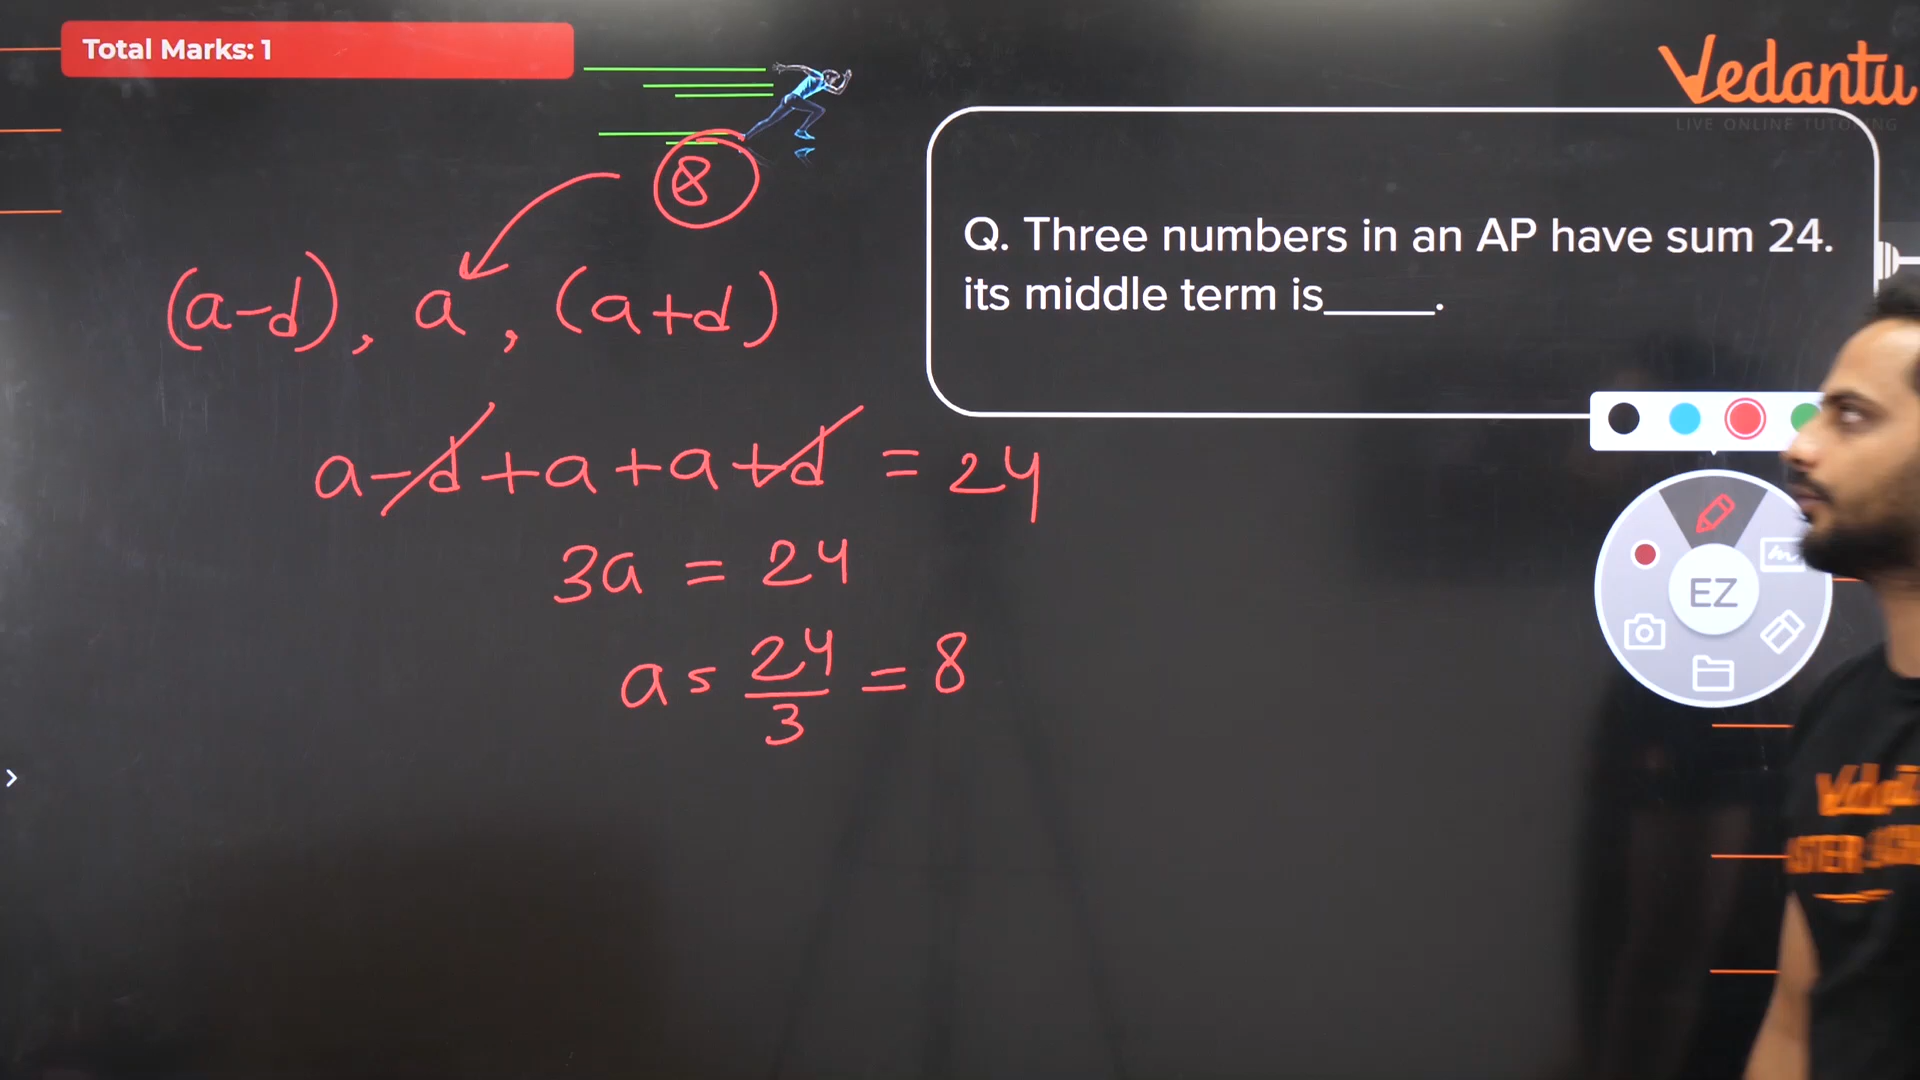 Total Marks: 1
Vedantu
LIVE ONLINE TUTORING
8
(a-d), a, (a+d)
Q. Three numbers in an AP have sum 24.
its middle term is_____.
a-d+a+a+d = 24
3a = 24
a = 24/3 = 8
EZ